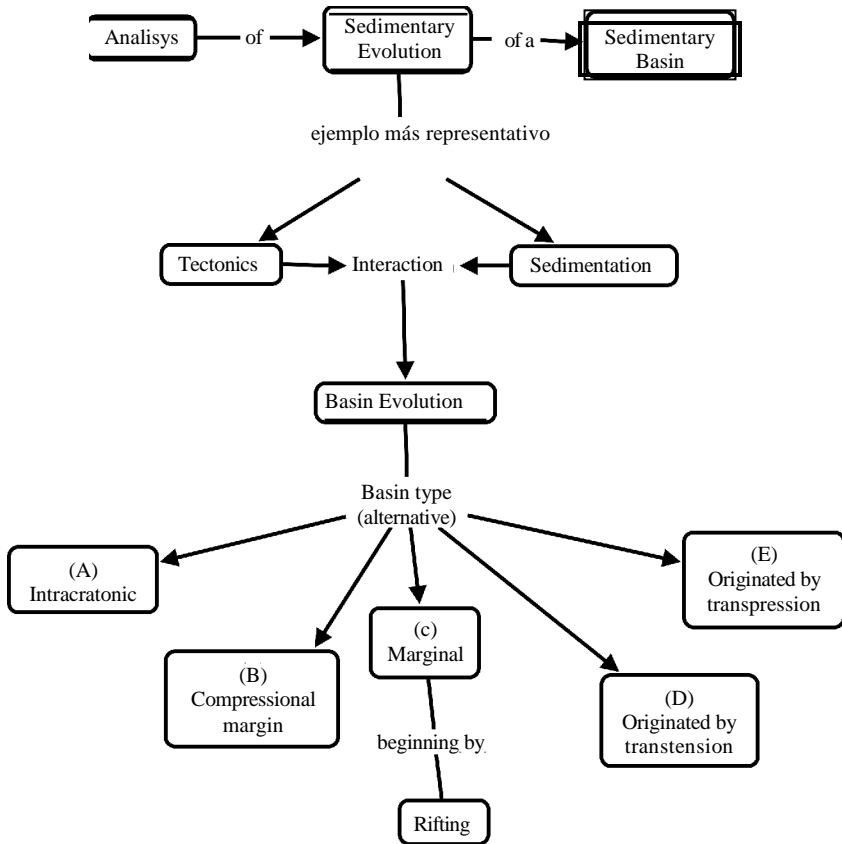 Analisys
of
Sedimentary
Evolution
of a
Sedimentary
Basin
ejemplo más representativo
Tectonics
Interaction
Sedimentation
Basin Evolution
Basin type
(alternative)
(A)
Intracratonic
(B)
Compressional
margin
(c)
Marginal
(D)
Originated by
transtension
(E)
Originated by
transpression
beginning by
Rifting